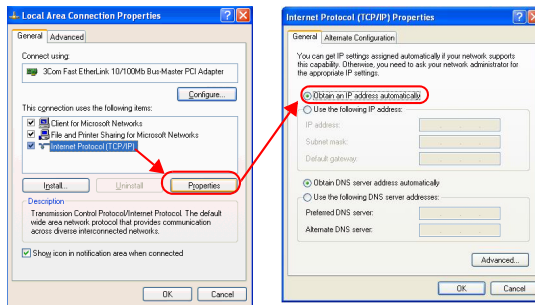 Local Area Connection Properties
General Advanced
Connect using:
3Com Fast EtherLink 10/100Mb Bus-Master PCI Adapter
Configure...
This connection uses the following items:
Client for Microsoft Networks
File and Printer Sharing for Microsoft Networks
Internet Protocol (TCP/IP)
Install... Uninstall Properties
Description
Transmission Control Protocol/Internet Protocol. The default
wide area network protocol that provides communication
across diverse interconnected networks.
Show icon in notification area when connected
OK Cancel
Internet Protocol (TCP/IP) Properties
General Alternate Configuration
You can get IP settings assigned automatically if your network supports
this capability. Otherwise, you need to ask your network administrator for
the appropriate IP settings.
Obtain an IP address automatically
Use the following IP address:
IP address:
Subnet mask:
Default gateway:
Obtain DNS server address automatically
Use the following DNS server addresses:
Preferred DNS server:
Alternate DNS server:
Advanced...
OK Cancel